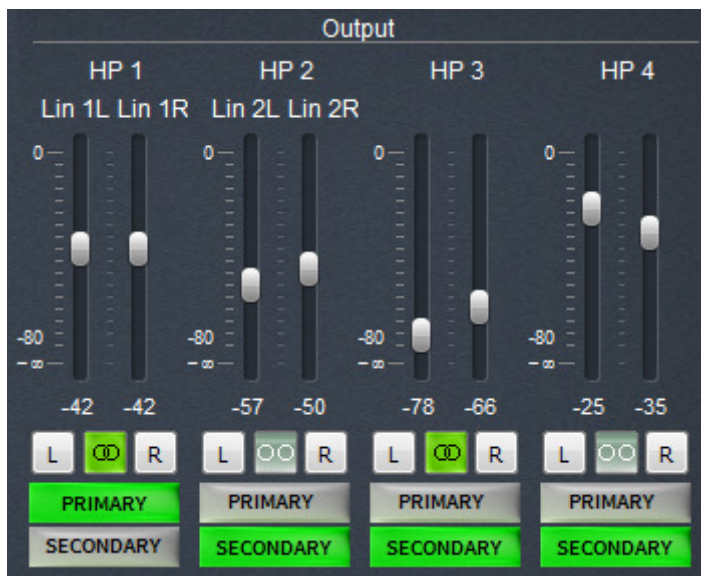 Output
HP 1 HP 2 HP 3 HP 4
Lin 1L Lin 1R Lin 2L Lin 2R
0 0 0 0
-80 -80 -80 -80
-∞ -∞ -∞ -∞
-42 -42 -57 -50 -78 -66 -25 -35
L R L R L R L R
PRIMARY PRIMARY PRIMARY PRIMARY
SECONDARY SECONDARY SECONDARY SECONDARY